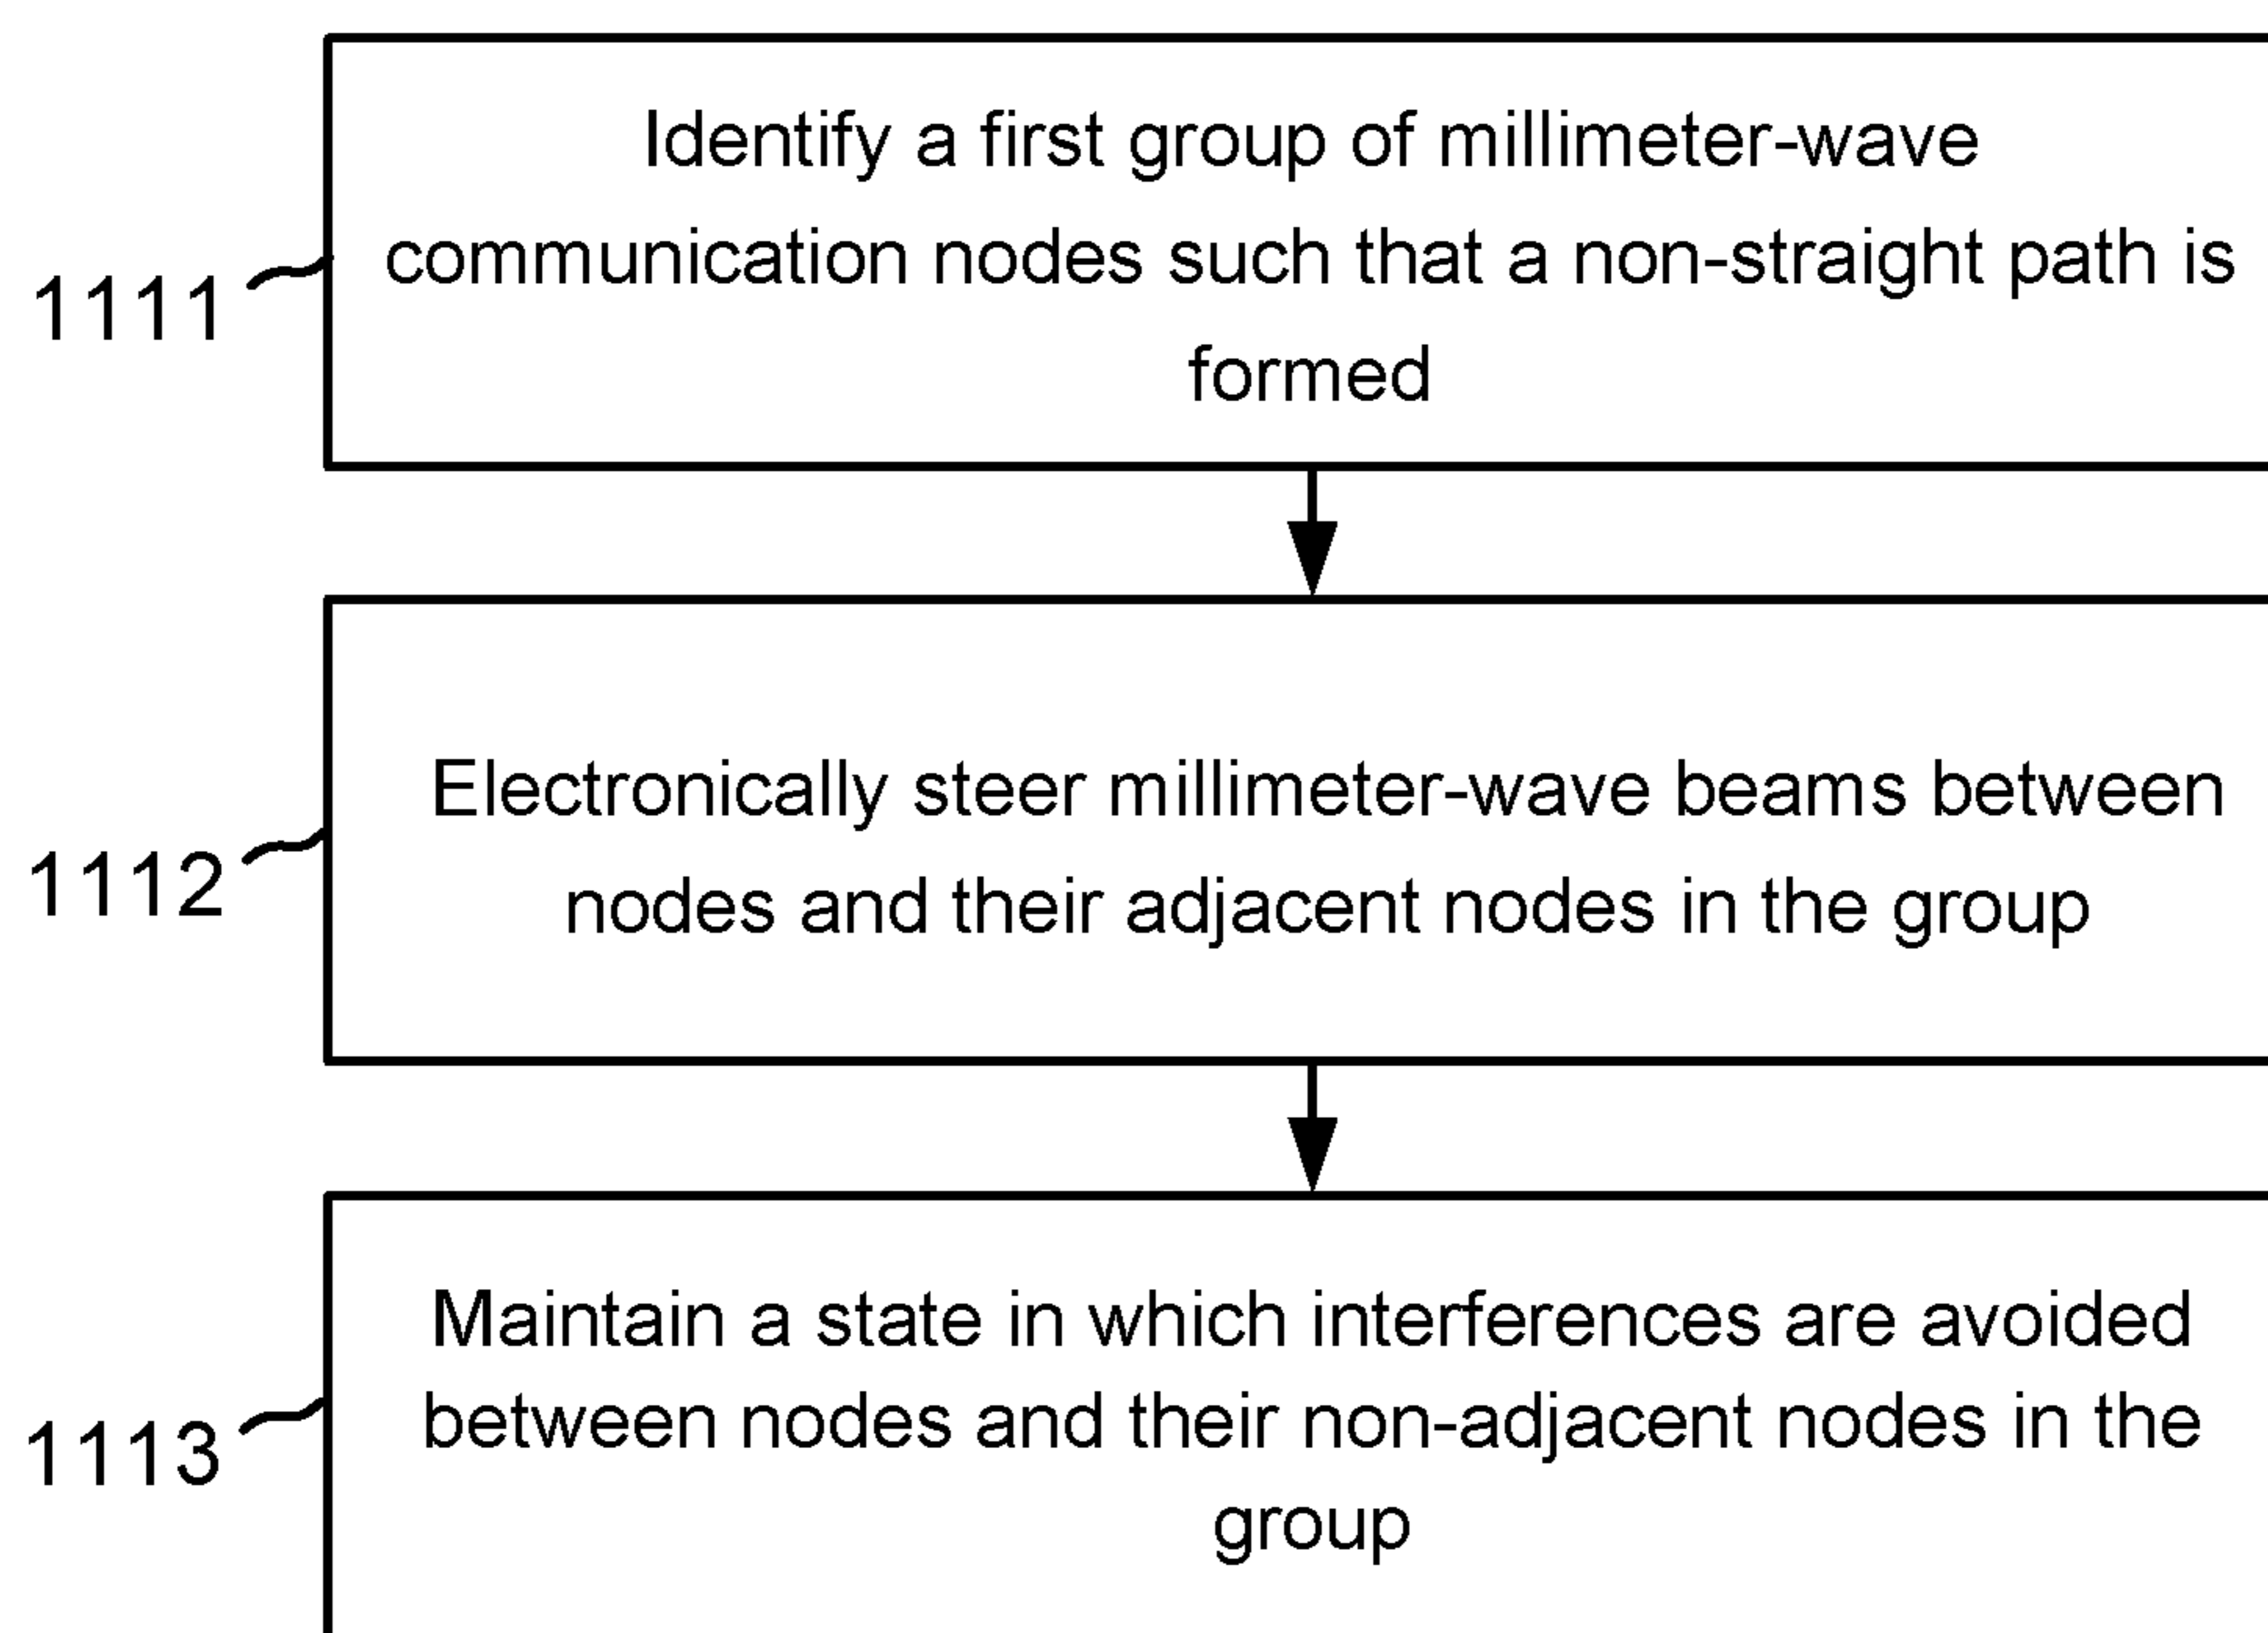 Identify a first group of millimeter-wave
communication nodes such that a non-straight path is
formed
1111
Electronically steer millimeter-wave beams between
nodes and their adjacent nodes in the group
1112
Maintain a state in which interferences are avoided
between nodes and their non-adjacent nodes in the
group
1113